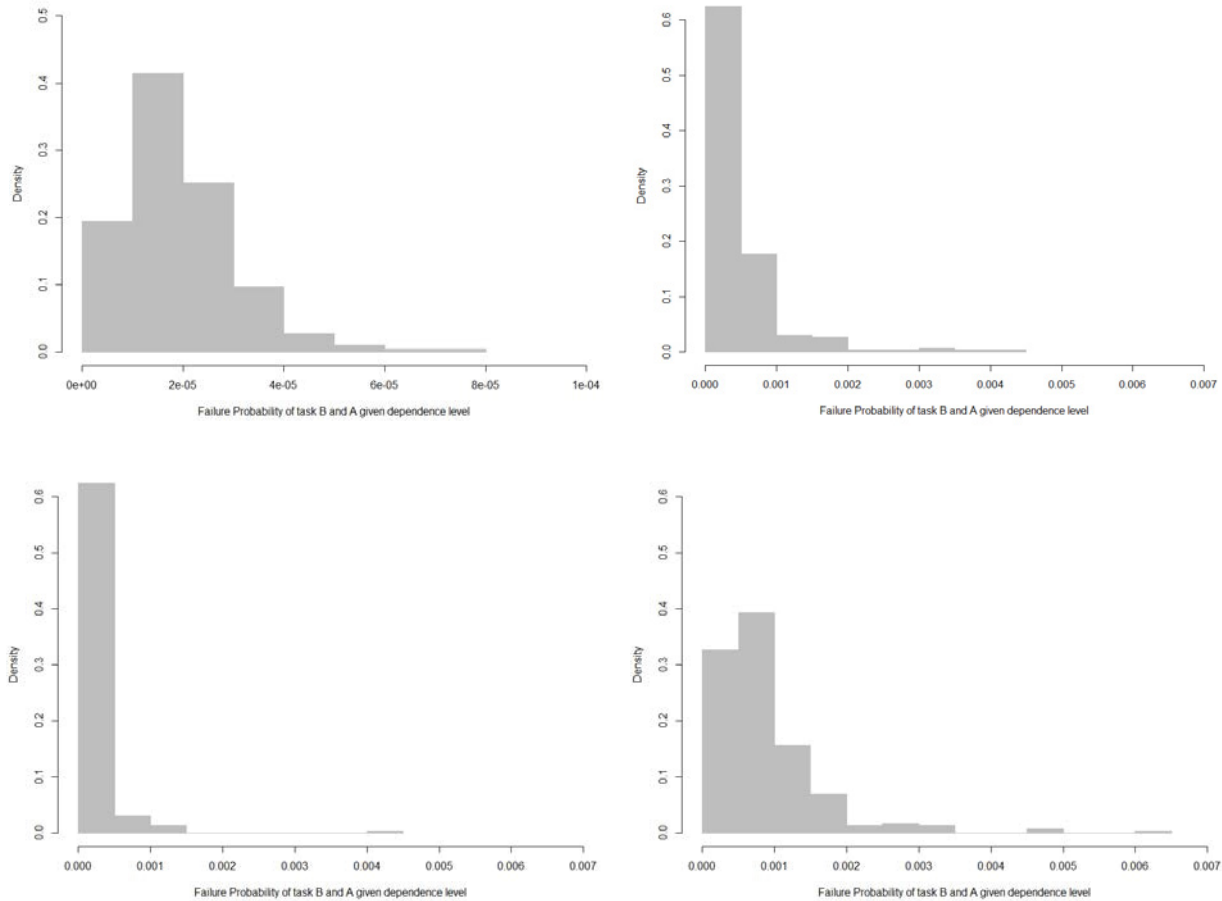 0.5
0.4
0.3
0.2
0.1
0.0
Density
0e+00 2e-05 4e-05 6e-05 8e-05 1e-04
Failure Probability of task B and A given dependence level
0.6
0.5
0.4
0.3
0.2
0.1
0.0
Density
0.000 0.001 0.002 0.003 0.004 0.005 0.006 0.007
Failure Probability of task B and A given dependence level
0.6
0.5
0.4
0.3
0.2
0.1
0.0
Density
0.000 0.001 0.002 0.003 0.004 0.005 0.006 0.007
Failure Probability of task B and A given dependence level
0.6
0.5
0.4
0.3
0.2
0.1
0.0
Density
0.000 0.001 0.002 0.003 0.004 0.005 0.006 0.007
Failure Probability of task B and A given dependence level